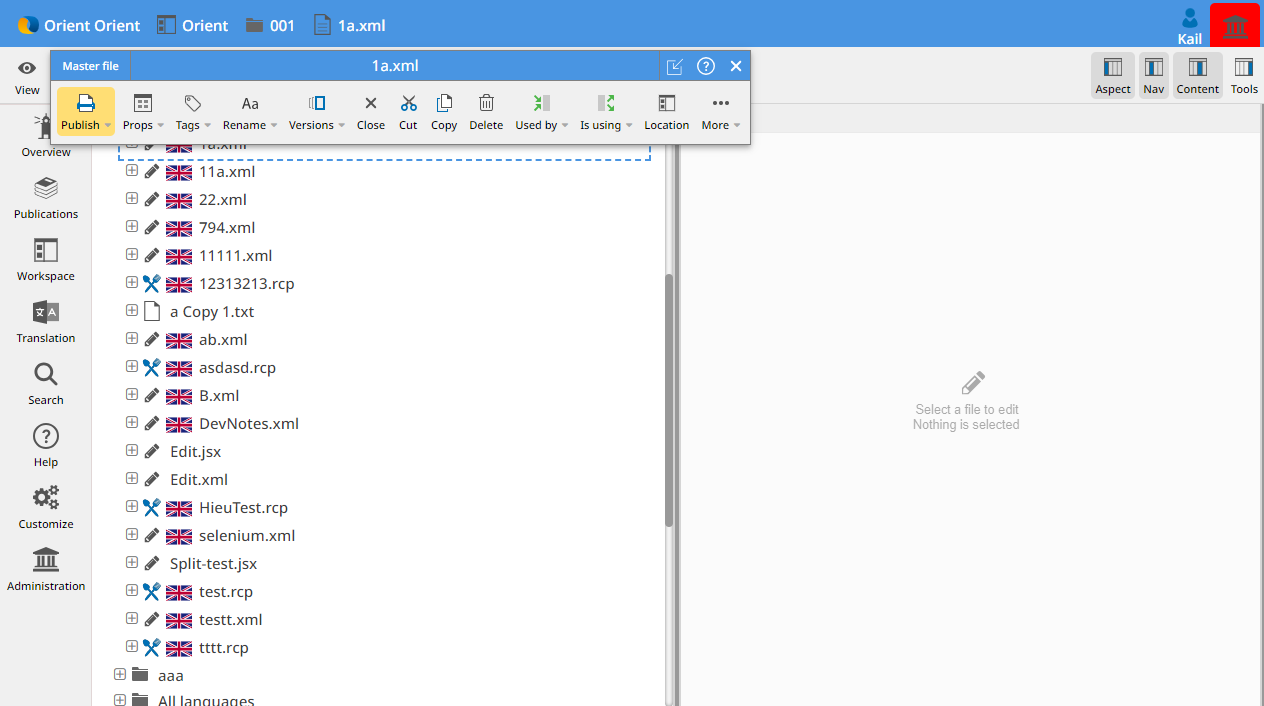 Orient Orient Orient 001 1a.xml
Kail
View
Master file 1a.xml
Publish Props Tags Rename Versions Close Cut Copy Delete Used by Is using Location More
Aspect Nav Content Tools
Overview
Publications
Workspace
Translation
Search
Help
Customize
Administration
1a.xml
11a.xml
22.xml
794.xml
11111.xml
12313213.rcp
a Copy 1.txt
ab.xml
asdasd.rcp
B.xml
DevNotes.xml
Edit.jsx
Edit.xml
HieuTest.rcp
selenium.xml
Split-test.jsx
test.rcp
testt.xml
tttt.rcp
aaa
All languages
Select a file to edit
Nothing is selected